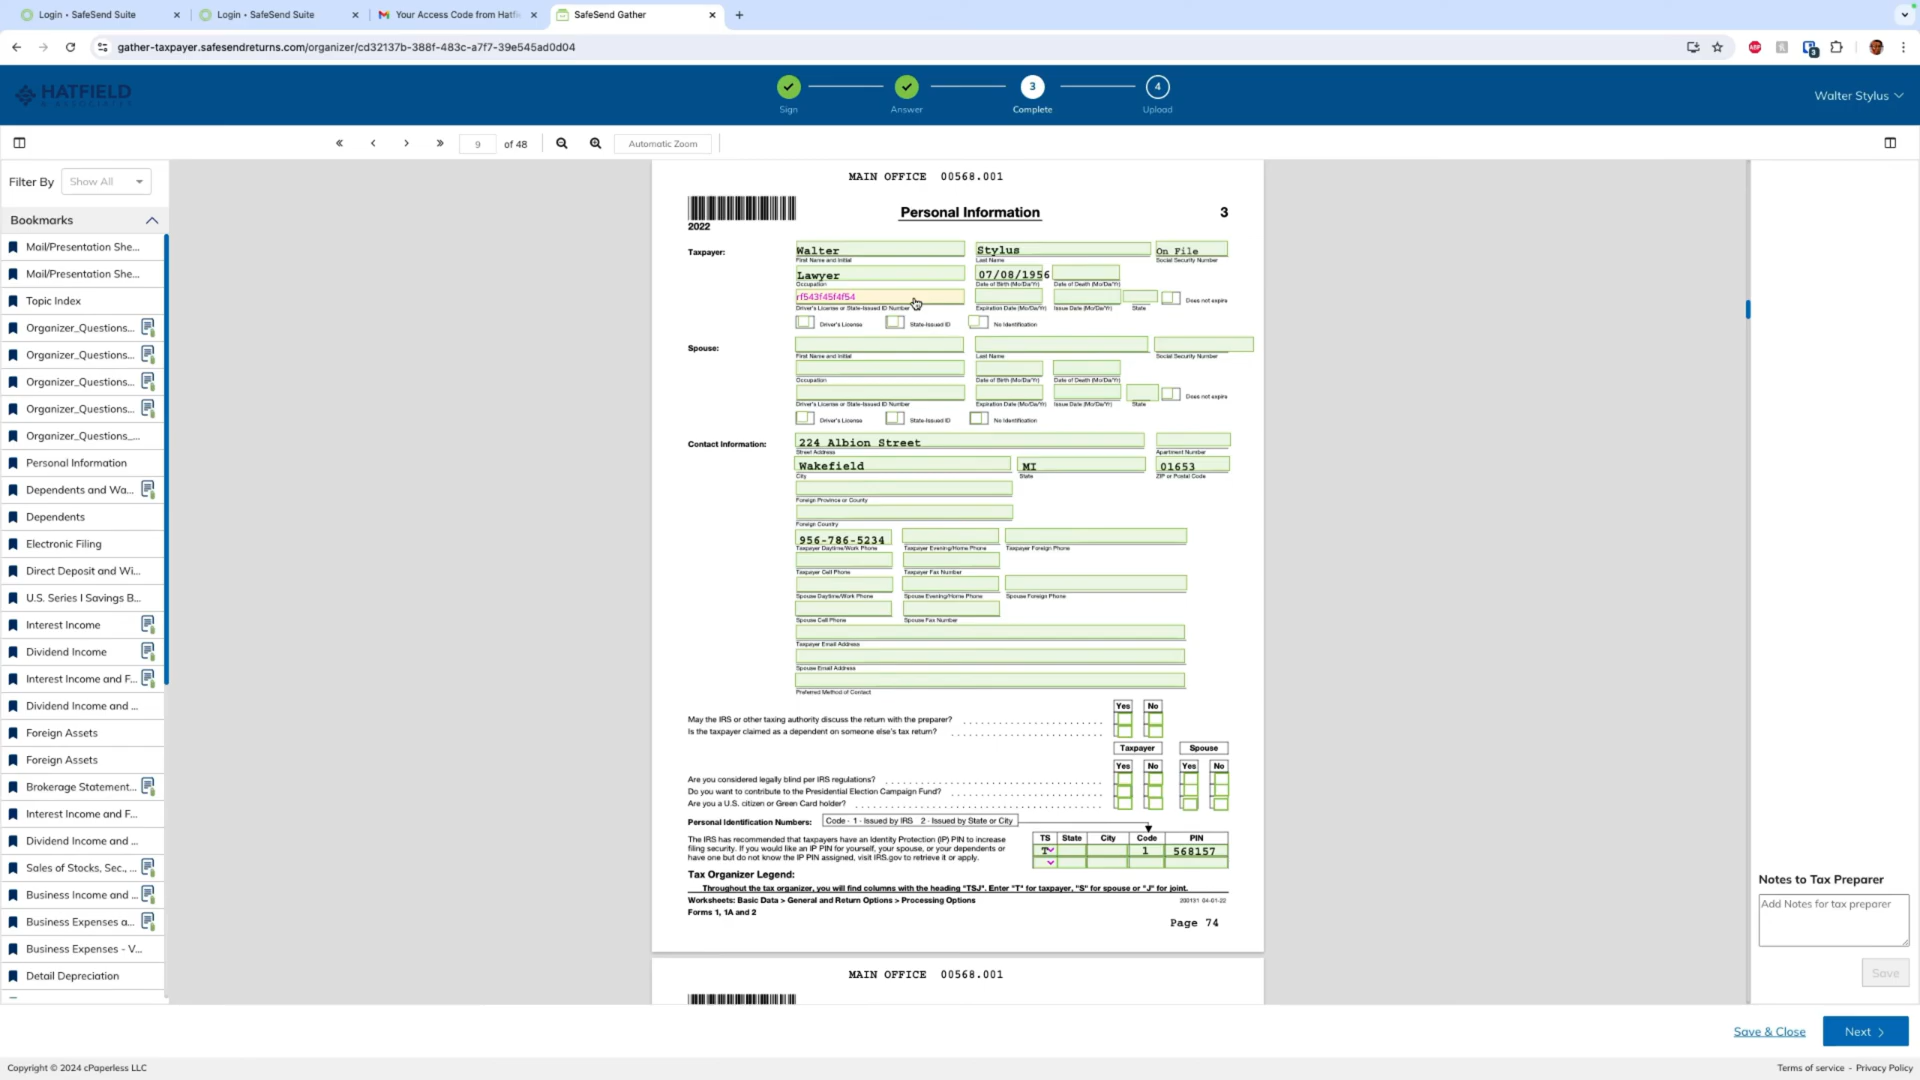 Login • SafeSend Suite
Login • SafeSend Suite
Your Access Code from Hatfi
SafeSend Gather
gather-taxpayer.safesendreturns.com/organizer/cd32137b-388f-483c-a7f7-39e545ad0d04
HATFIELD
Sign
Answer
3
Complete
4
Upload
Walter Stylus
9 of 48
Automatic Zoom
Filter By
Show All
Bookmarks
Mail/Presentation She...
Mail/Presentation She...
Topic Index
Organizer_Questions...
Organizer_Questions...
Organizer_Questions...
Organizer_Questions...
Organizer_Questions_...
Personal Information
Dependents and Wa...
Dependents
Electronic Filing
Direct Deposit and Wi...
U.S. Series I Savings B...
Interest Income
Dividend Income
Interest Income and F...
Dividend Income and ...
Foreign Assets
Foreign Assets
Brokerage Statement...
Interest Income and F...
Dividend Income and ...
Sales of Stocks, Sec., ...
Business Income and ...
Business Expenses a...
Business Expenses - V...
Detail Depreciation
MAIN OFFICE 00568.001
2022
Personal Information
3
Taxpayer:
Walter Stylus On File
First Name and Initial Last Name Social Security Number
Lawyer 07/08/1956
Occupation Date of Birth (Mo/Da/Yr) Date of Death (Mo/Da/Yr)
rf543f45f4f54
Does not expire
Driver's License or State-Issued ID Number Expiration Date (Mo/Da/Yr) Issue Date (Mo/Da/Yr) State
Driver's License State-Issued ID No Identification
Spouse:
First Name and Initial Last Name Social Security Number
Occupation Date of Birth (Mo/Da/Yr) Date of Death (Mo/Da/Yr)
Does not expire
Driver's License or State-Issued ID Number Expiration Date (Mo/Da/Yr) Issue Date (Mo/Da/Yr) State
Driver's License State-Issued ID No Identification
Contact Information:
224 Albion Street
Street Address Apartment Number
Wakefield MI 01653
City State ZIP or Postal Code
Foreign Province or County
Foreign Country
956-786-5234
Taxpayer Daytime/Work Phone Taxpayer Evening/Home Phone Taxpayer Foreign Phone
Taxpayer Cell Phone Taxpayer Fax Number
Spouse Daytime/Work Phone Spouse Evening/Home Phone Spouse Foreign Phone
Spouse Cell Phone Spouse Fax Number
Taxpayer Email Address
Spouse Email Address
Preferred Method of Contact
Yes No
May the IRS or other taxing authority discuss the return with the preparer?
Is the taxpayer claimed as a dependent on someone else's tax return?
Taxpayer Spouse
Yes No Yes No
Are you considered legally blind per IRS regulations?
Do you want to contribute to the Presidential Election Campaign Fund?
Are you a U.S. citizen or Green Card holder?
Personal Identification Numbers: Code - 1 - Issued by IRS 2 - Issued by State or City
The IRS has recommended that taxpayers have an Identity Protection (IP) PIN to increase
filing security. If you would like an IP PIN for yourself, your spouse, or your dependents or
have one but do not know the IP PIN assigned, visit IRS.gov to retrieve it or apply.
TS State City Code PIN
T 1 568157
Tax Organizer Legend:
Throughout the tax organizer, you will find columns with the heading "TSJ". Enter "T" for taxpayer, "S" for spouse or "J" for joint.
Worksheets: Basic Data > General and Return Options > Processing Options
200131 04-01-22
Forms 1, 1A and 2
Page 74
MAIN OFFICE 00568.001
Notes to Tax Preparer
Add Notes for tax preparer
Save
Save & Close
Next
Copyright © 2024 cPaperless LLC
Terms of service - Privacy Policy